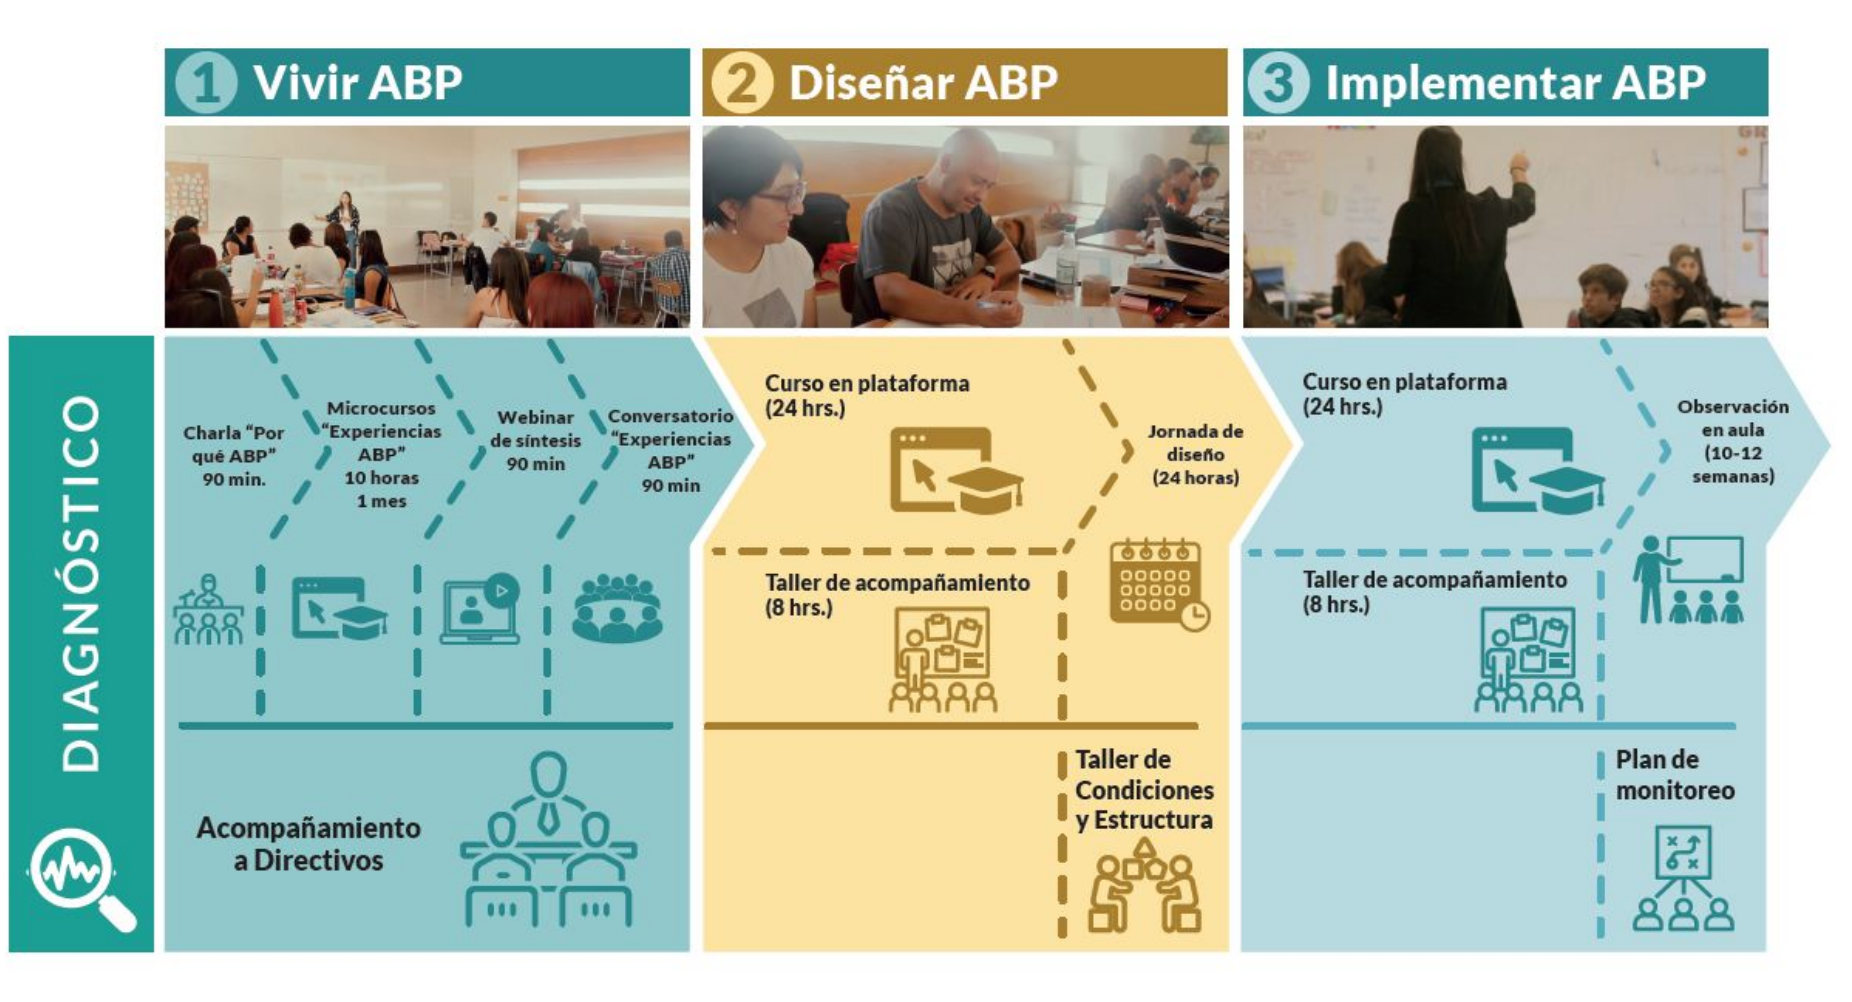 1 Vivir ABP
2 Diseñar ABP
3 Implementar ABP
DIAGNÓSTICO
Charla “Por
qué ABP”
90 min.
Microcursos
“Experiencias
ABP”
10 horas
1 mes
Webinar
de síntesis
90 min
Conversatorio
“Experiencias
ABP”
90 min
Acompañamiento
a Directivos
Curso en plataforma
(24 hrs.)
Jornada de
diseño
(24 horas)
Taller de acompañamiento
(8 hrs.)
Taller de
Condiciones
y Estructura
Curso en plataforma
(24 hrs.)
Observación
en aula
(10-12
semanas)
Taller de acompañamiento
(8 hrs.)
Plan de
monitoreo